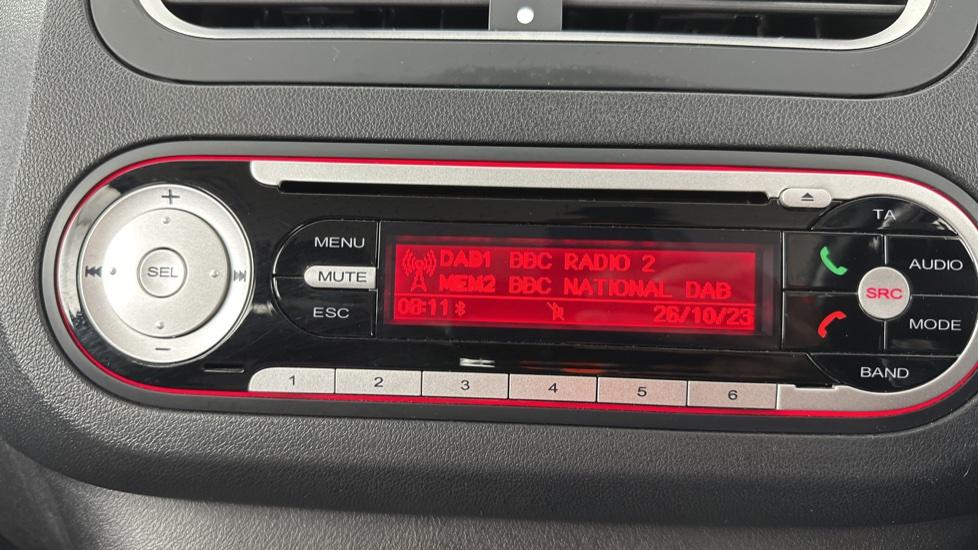 +
SEL
−
MENU
MUTE
ESC
DAB1 BBC RADIO 2
MEM2 BBC NATIONAL DAB
08:11 26/10/23
TA
AUDIO
SRC
MODE
BAND
1 2 3 4 5 6